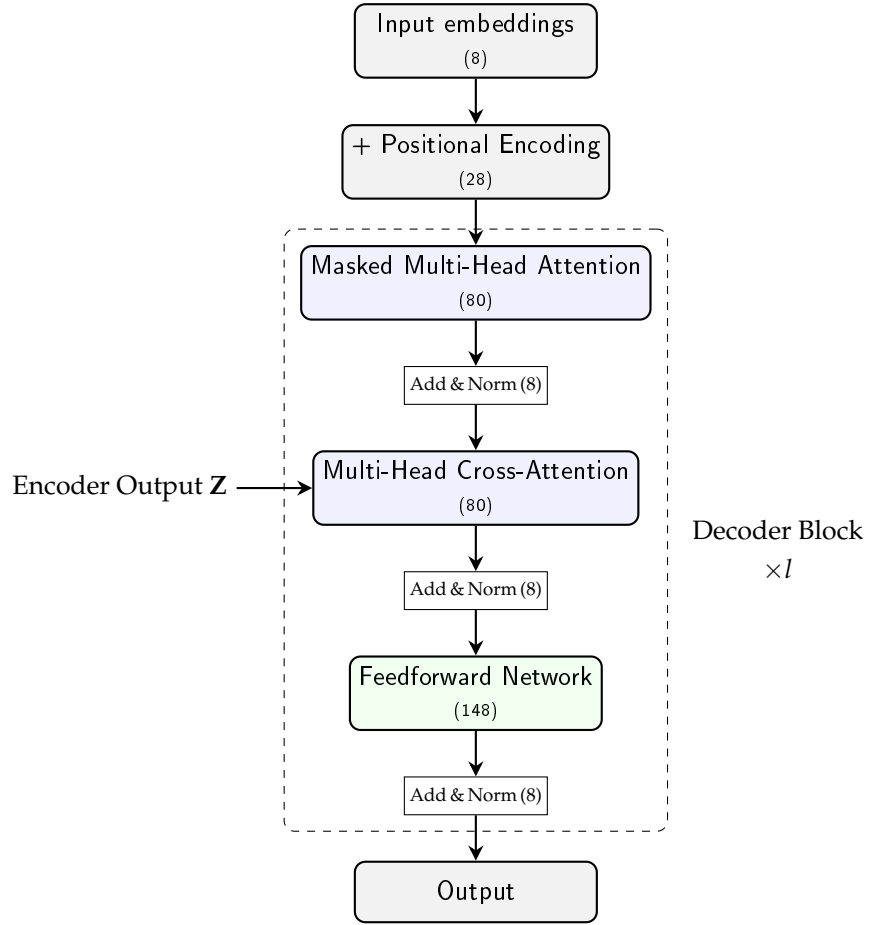 Input embeddings
(8)
+ Positional Encoding
(28)
Masked Multi-Head Attention
(80)
Add & Norm (8)
Multi-Head Cross-Attention
(80)
Encoder Output Z
Add & Norm (8)
Decoder Block
×l
Feedforward Network
(148)
Add & Norm (8)
Output